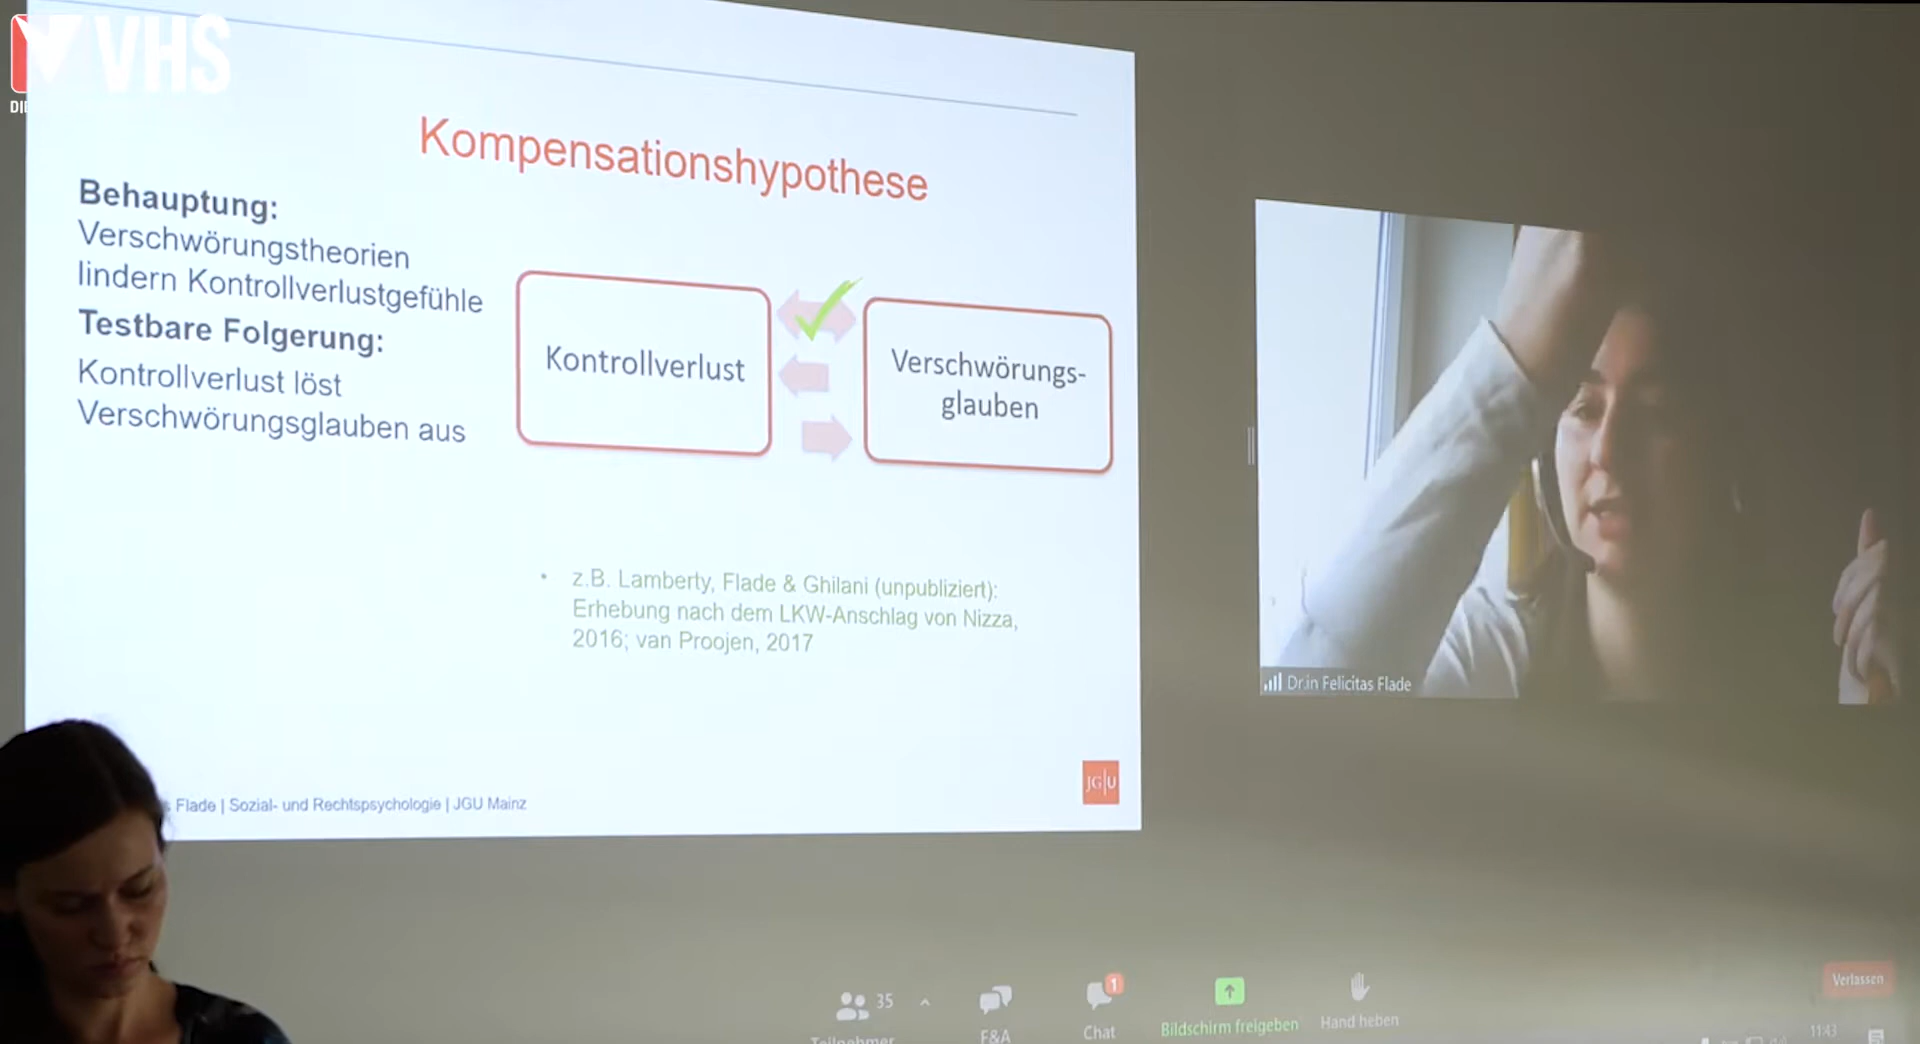 VHS
Kompensationshypothese
Behauptung:
Verschwörungstheorien
lindern Kontrollverlustgefühle
Testbare Folgerung:
Kontrollverlust löst
Verschwörungsglauben aus
Kontrollverlust
Verschwörungs-
glauben
• z.B. Lamberty, Flade & Ghilani (unpubliziert):
Erhebung nach dem LKW-Anschlag von Nizza,
2016; van Proojen, 2017
Flade | Sozial- und Rechtspsychologie | JGU Mainz
JG|U
Dr.in Felicitas Flade
35
Teilnehmer
F&A
1
Chat
Bildschirm freigeben
Hand heben
Verlassen
11:43